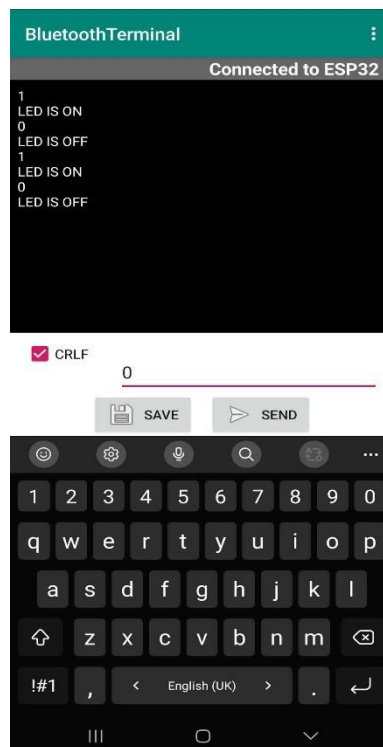 BluetoothTerminal
Connected to ESP32
1
LED IS ON
0
LED IS OFF
1
LED IS ON
0
LED IS OFF
CRLF
0
SAVE SEND
1 2 3 4 5 6 7 8 9 0
q w e r t y u i o p
a s d f g h j k l
z x c v b n m
!#1 , < English (UK) > .